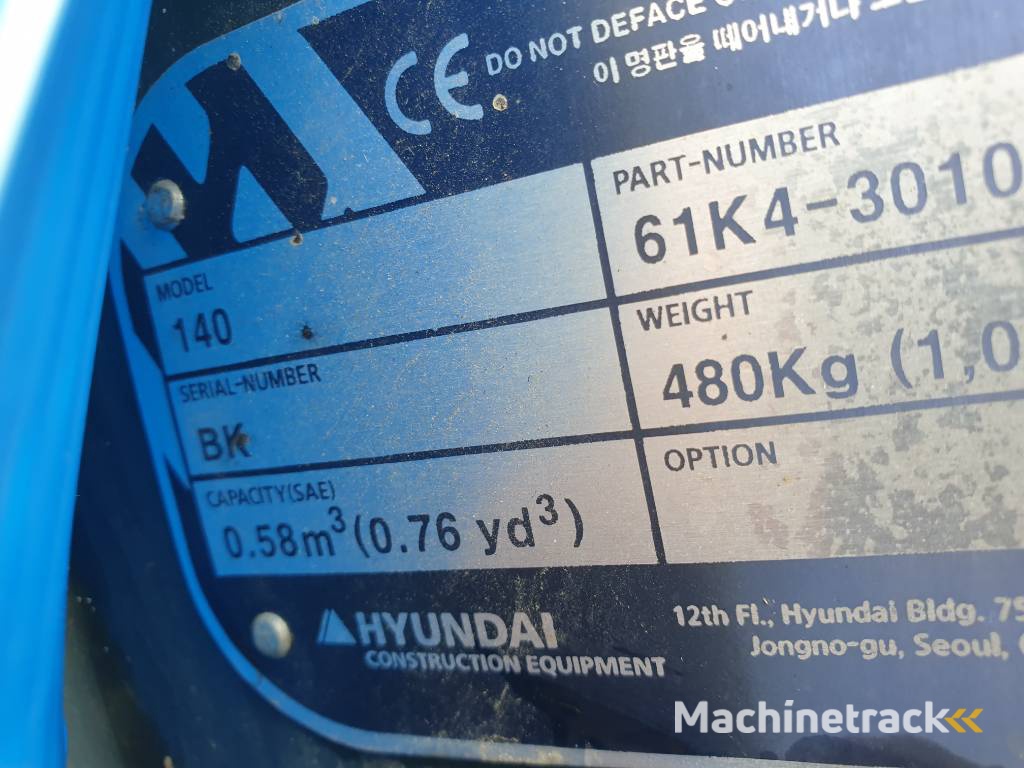 CE DO NOT DEFACE
이 명판을 떼어내거나
MODEL
140
SERIAL-NUMBER
BK
CAPACITY(SAE)
0.58m³(0.76 yd³)
PART-NUMBER
61K4-3010
WEIGHT
480Kg (1,0
OPTION
HYUNDAI
CONSTRUCTION EQUIPMENT
12th Fl., Hyundai Bldg. 75
Jongno-gu, Seoul,
Machinetrack